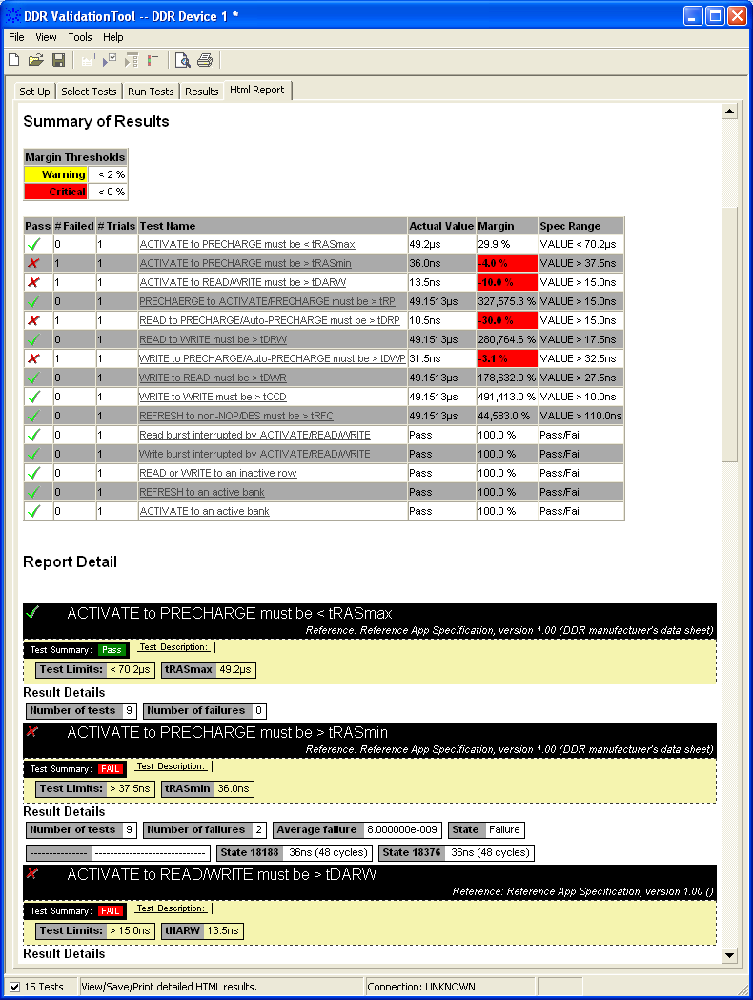 DDR ValidationTool -- DDR Device 1 *
File View Tools Help
Set Up Select Tests Run Tests Results Html Report
Summary of Results
Margin Thresholds
Warning < 2 %
Critical < 0 %
Pass # Failed # Trials Test Name Actual Value Margin Spec Range
0 1 ACTIVATE to PRECHARGE must be < tRASmax 49.2µs 29.9 % VALUE < 70.2µs
1 1 ACTIVATE to PRECHARGE must be > tRASmin 36.0ns -4.0 % VALUE > 37.5ns
1 1 ACTIVATE to READ/WRITE must be > tDARW 13.5ns -10.0 % VALUE > 15.0ns
0 1 PRECHAERGE to ACTIVATE/PRECHARGE must be > tRP 49.1513µs 327,575.3 % VALUE > 15.0ns
1 1 READ to PRECHARGE/Auto-PRECHARGE must be > tDRP 10.5ns -30.0 % VALUE > 15.0ns
0 1 READ to WRITE must be > tDRW 49.1513µs 280,764.6 % VALUE > 17.5ns
1 1 WRITE to PRECHARGE/Auto-PRECHARGE must be > tDWP 31.5ns -3.1 % VALUE > 32.5ns
0 1 WRITE to READ must be > tDWR 49.1513µs 178,632.0 % VALUE > 27.5ns
0 1 WRITE to WRITE must be > tCCD 49.1513µs 491,413.0 % VALUE > 10.0ns
0 1 REFRESH to non-NOP/DES must be > tRFC 49.1513µs 44,583.0 % VALUE > 110.0ns
0 1 Read burst interrupted by ACTIVATE/READ/WRITE Pass 100.0 % Pass/Fail
0 1 Write burst interrupted by ACTIVATE/READ/WRITE Pass 100.0 % Pass/Fail
0 1 READ or WRITE to an inactive row Pass 100.0 % Pass/Fail
0 1 REFRESH to an active bank Pass 100.0 % Pass/Fail
0 1 ACTIVATE to an active bank Pass 100.0 % Pass/Fail
Report Detail
ACTIVATE to PRECHARGE must be < tRASmax
Reference: Reference App Specification, version 1.00 (DDR manufacturer's data sheet)
Test Summary: Pass Test Description:
Test Limits: < 70.2µs tRASmax 49.2µs
Result Details
Number of tests 9 Number of failures 0
ACTIVATE to PRECHARGE must be > tRASmin
Reference: Reference App Specification, version 1.00 (DDR manufacturer's data sheet)
Test Summary: FAIL Test Description:
Test Limits: > 37.5ns tRASmin 36.0ns
Result Details
Number of tests 9 Number of failures 2 Average failure 8.000000e-009 State Failure
--------------- ----------------------------- State 18188 36ns (48 cycles) State 18376 36ns (48 cycles)
ACTIVATE to READ/WRITE must be > tDARW
Reference: Reference App Specification, version 1.00 ()
Test Summary: FAIL Test Description:
Test Limits: > 15.0ns tNARW 13.5ns
Result Details
15 Tests View/Save/Print detailed HTML results. Connection: UNKNOWN